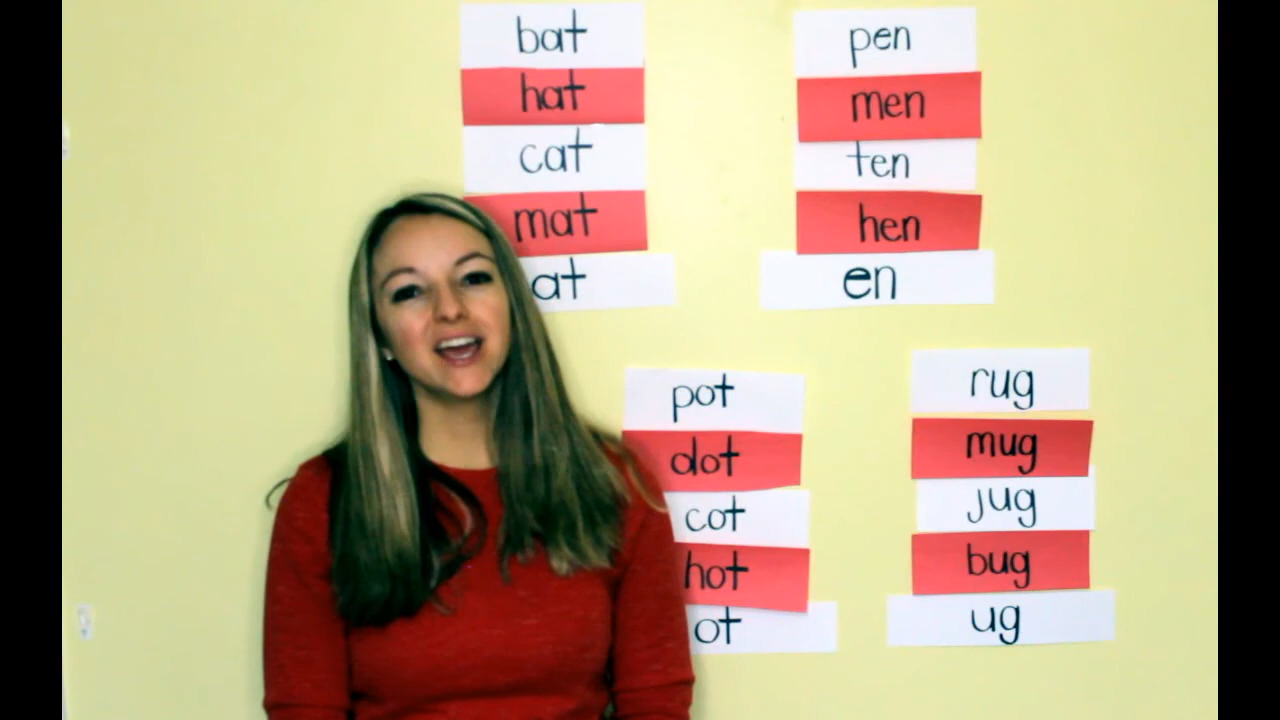 bat
hat
cat
mat
at
pen
men
ten
hen
en
pot
dot
cot
hot
ot
rug
mug
jug
bug
ug